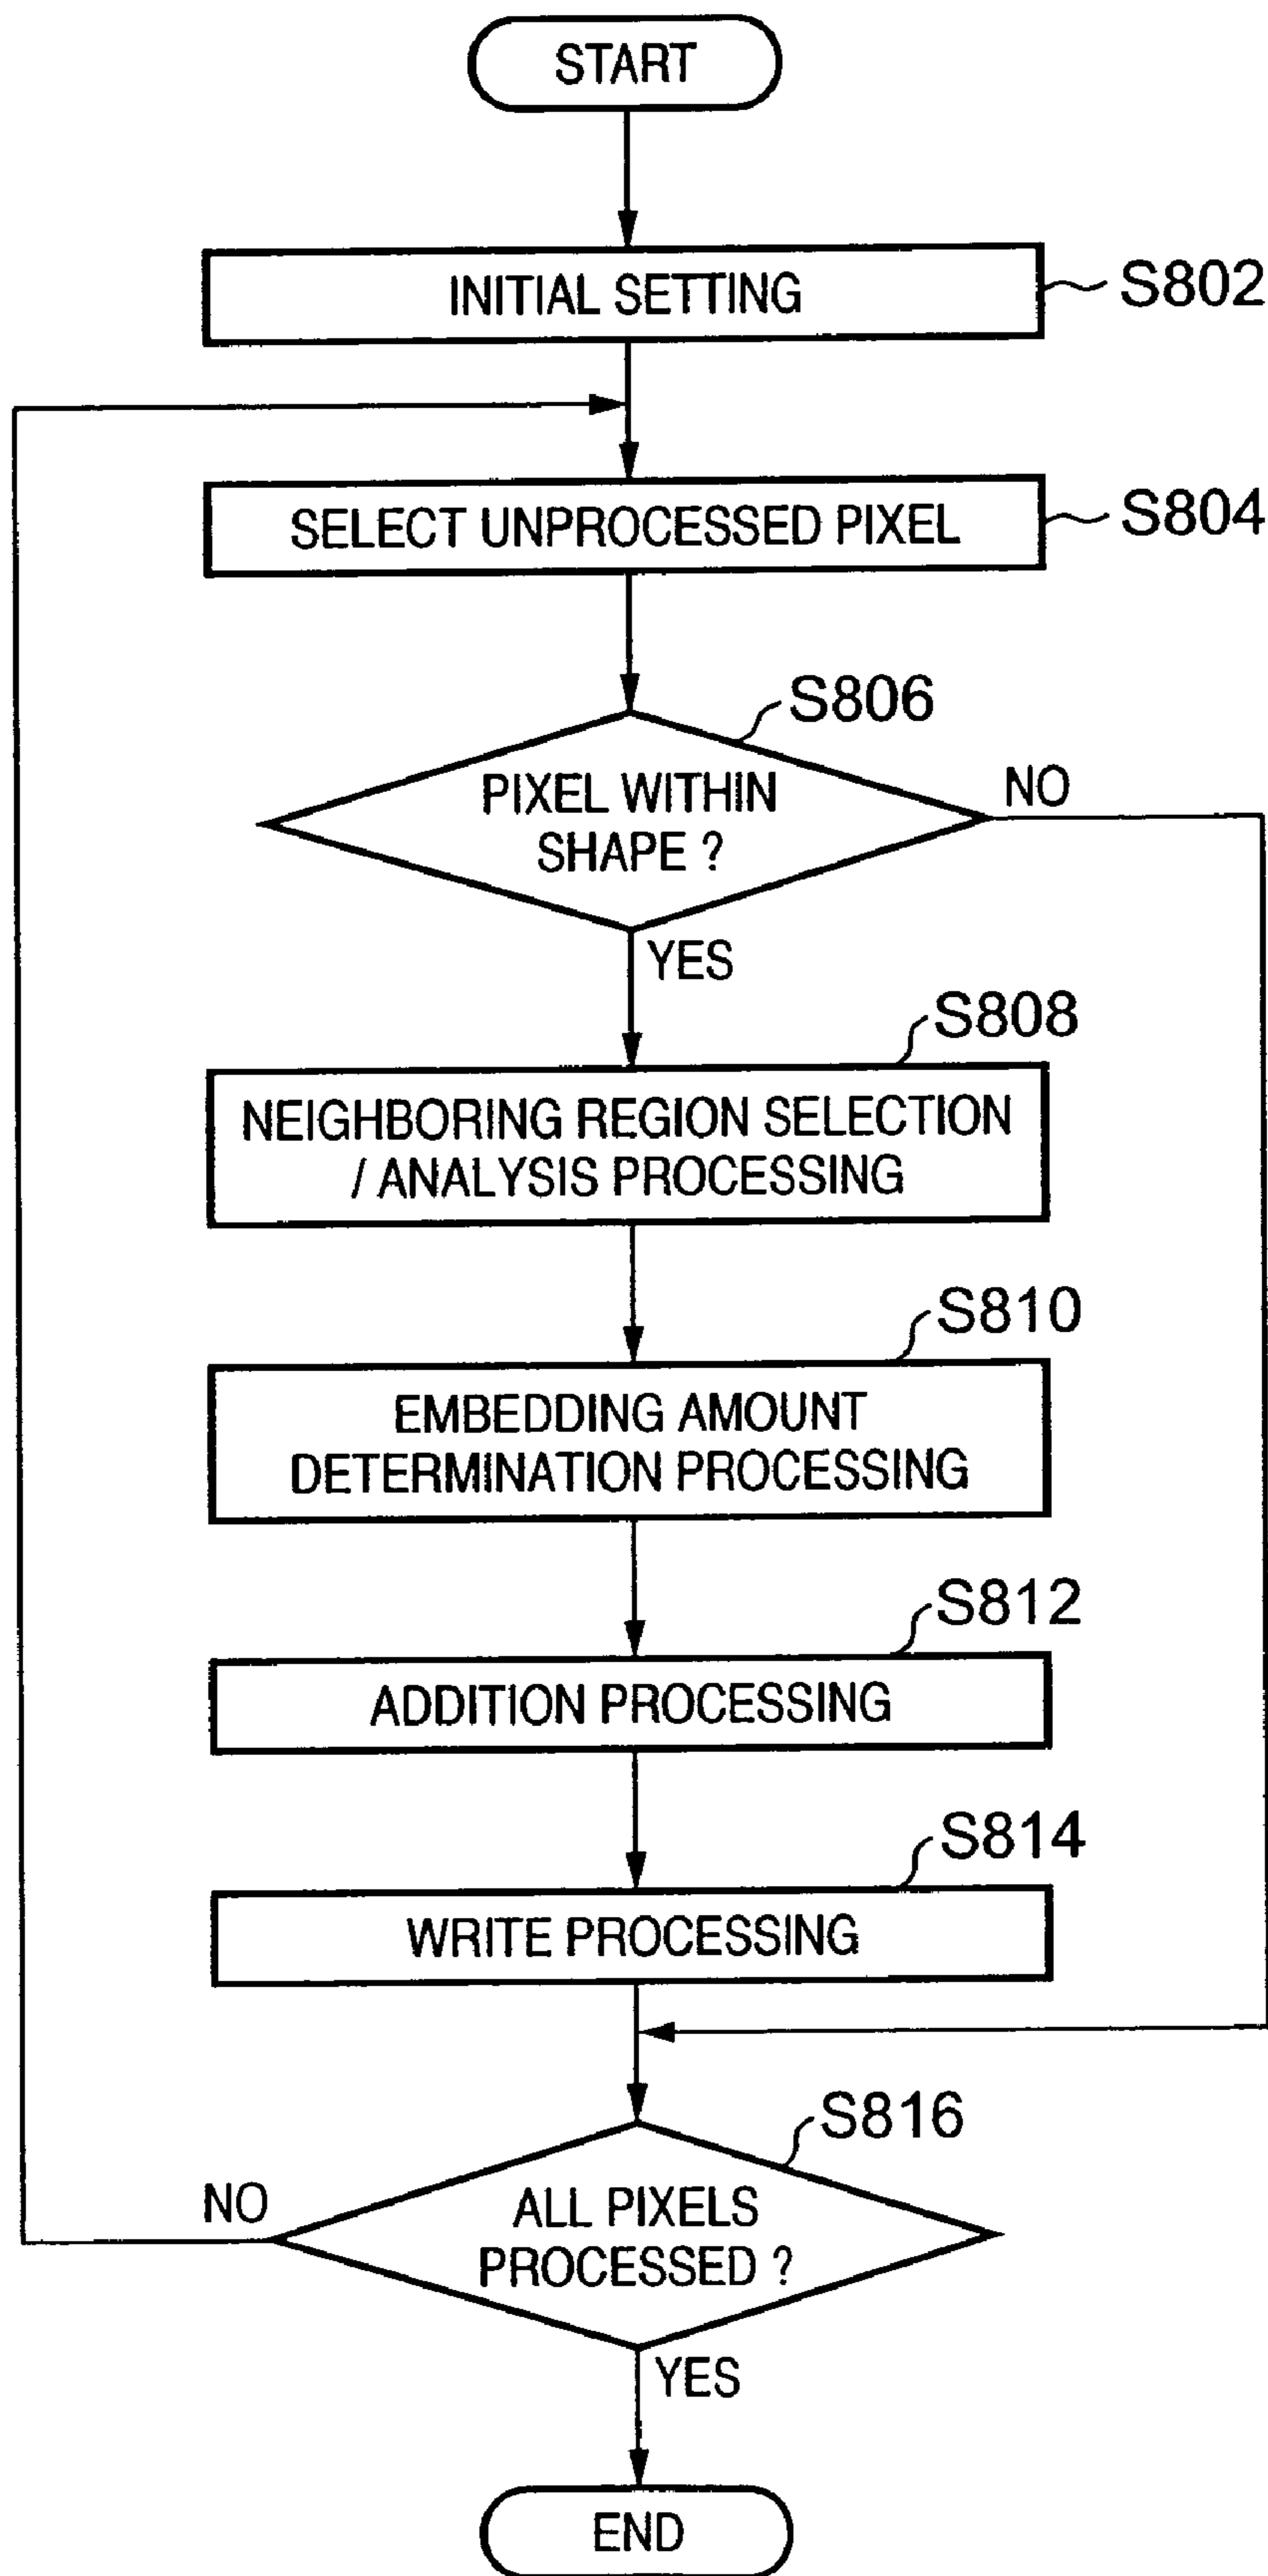 START
INITIAL SETTING
S802
SELECT UNPROCESSED PIXEL
S804
S806
PIXEL WITHIN
SHAPE ?
NO
YES
S808
NEIGHBORING REGION SELECTION
/ ANALYSIS PROCESSING
S810
EMBEDDING AMOUNT
DETERMINATION PROCESSING
S812
ADDITION PROCESSING
S814
WRITE PROCESSING
S816
NO
ALL PIXELS
PROCESSED ?
YES
END